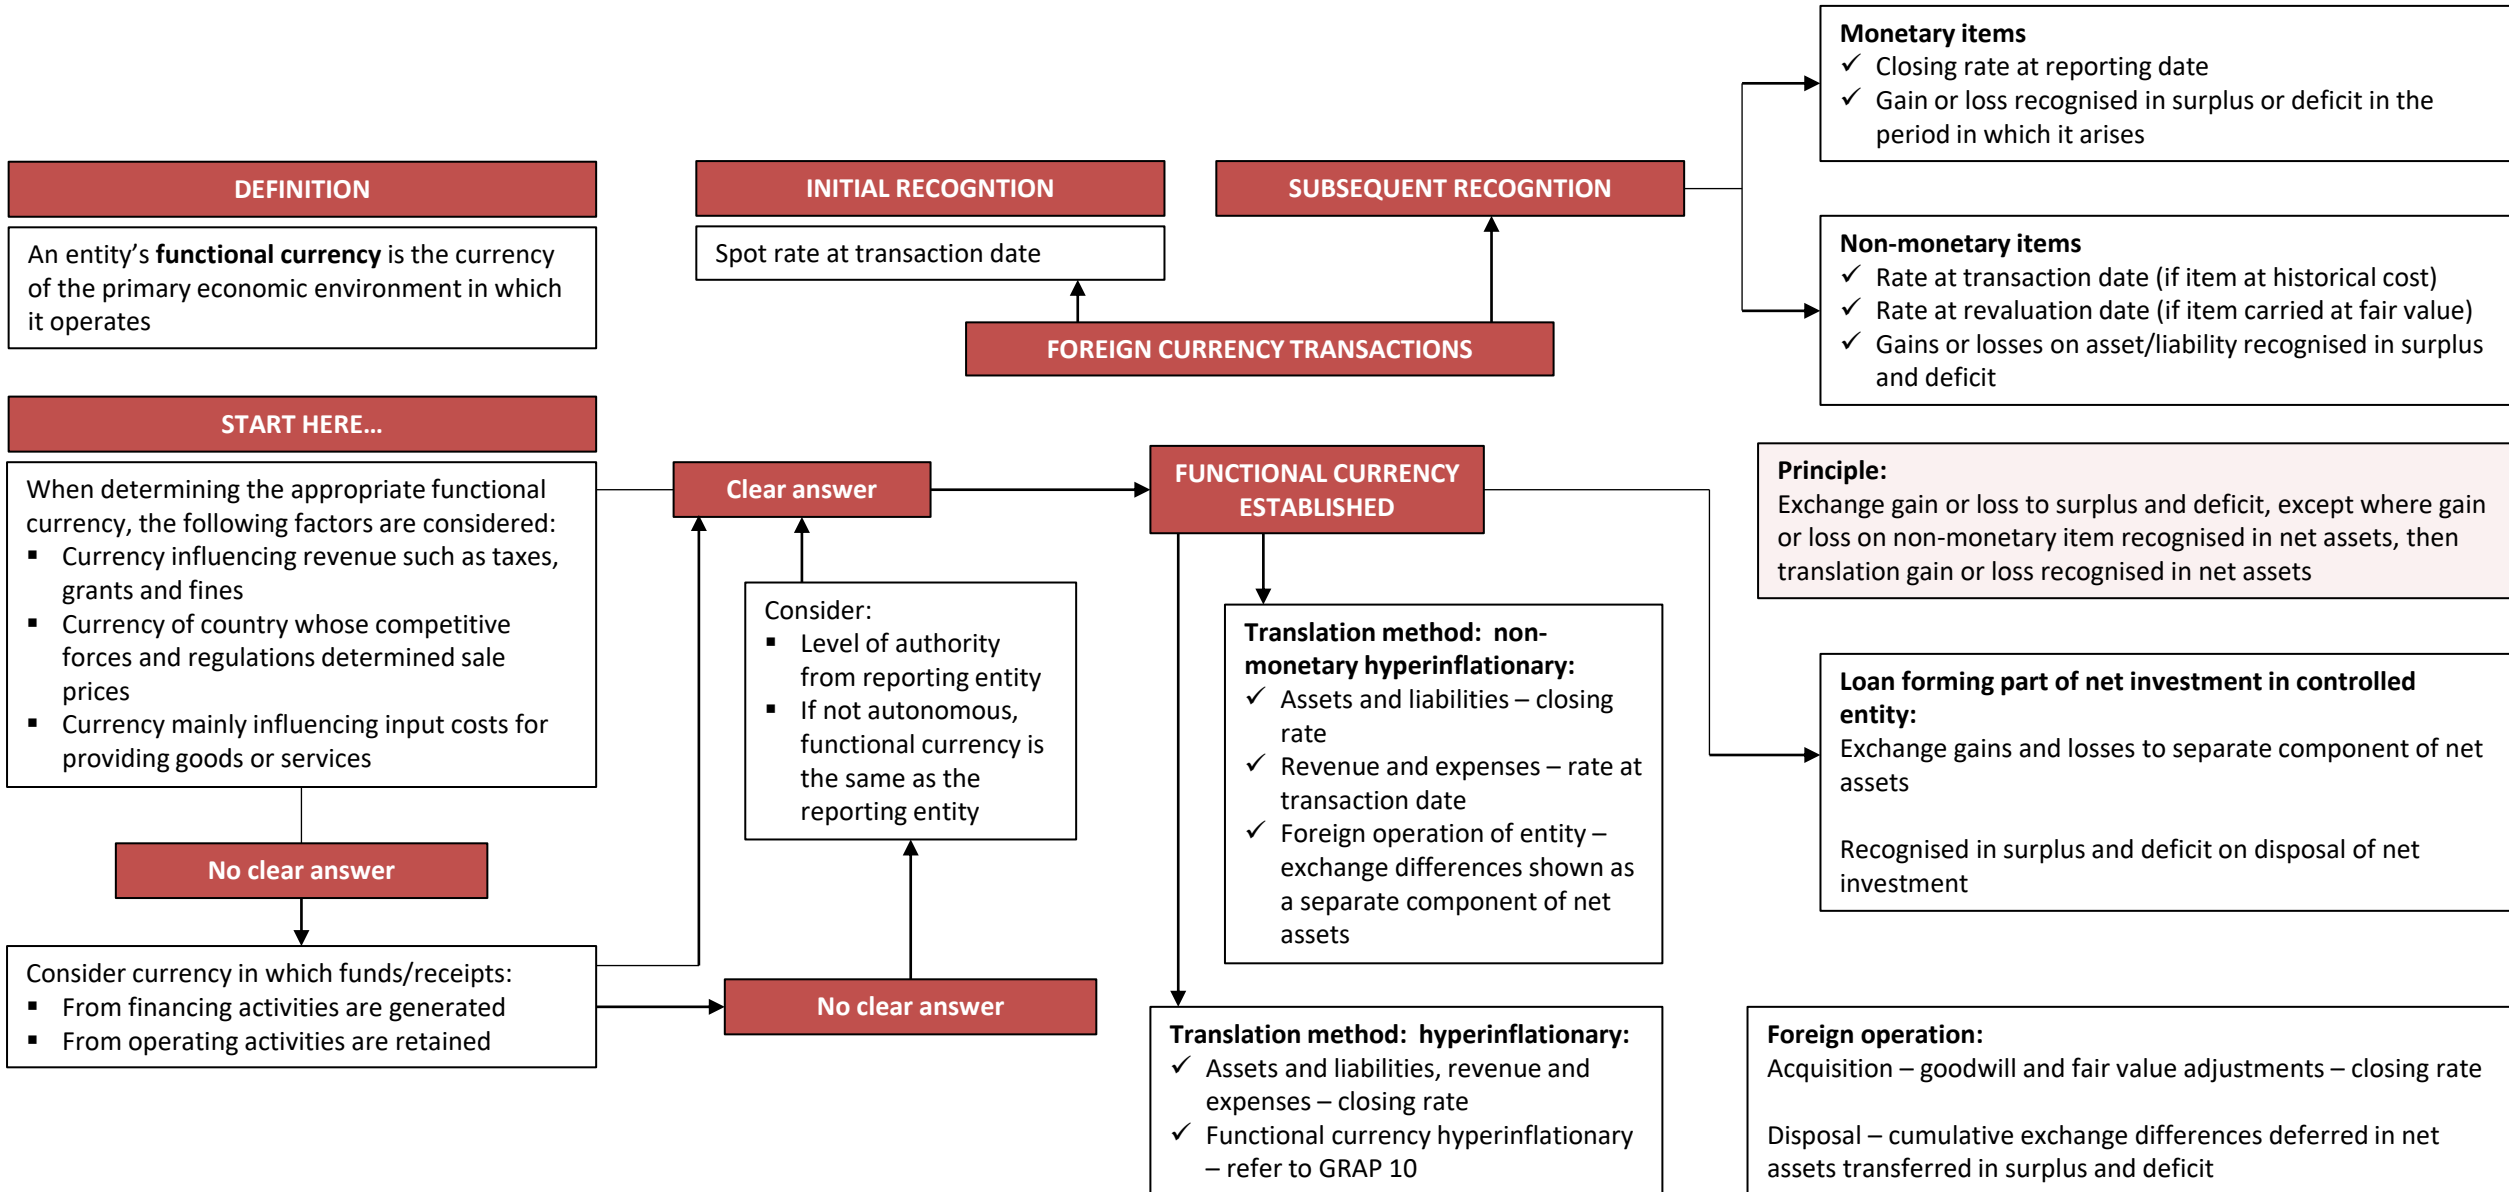 DEFINITION
An entity’s functional currency is the currency
of the primary economic environment in which
it operates
INITIAL RECOGNTION
Spot rate at transaction date
SUBSEQUENT RECOGNTION
FOREIGN CURRENCY TRANSACTIONS
Monetary items
✓ Closing rate at reporting date
✓ Gain or loss recognised in surplus or deficit in the
period in which it arises
Non-monetary items
✓ Rate at transaction date (if item at historical cost)
✓ Rate at revaluation date (if item carried at fair value)
✓ Gains or losses on asset/liability recognised in surplus
and deficit
START HERE…
When determining the appropriate functional
currency, the following factors are considered:
▪ Currency influencing revenue such as taxes,
grants and fines
▪ Currency of country whose competitive
forces and regulations determined sale
prices
▪ Currency mainly influencing input costs for
providing goods or services
No clear answer
Consider currency in which funds/receipts:
▪ From financing activities are generated
▪ From operating activities are retained
Clear answer
Consider:
▪ Level of authority
from reporting entity
▪ If not autonomous,
functional currency is
the same as the
reporting entity
No clear answer
FUNCTIONAL CURRENCY
ESTABLISHED
Translation method: non-
monetary hyperinflationary:
✓ Assets and liabilities – closing
rate
✓ Revenue and expenses – rate at
transaction date
✓ Foreign operation of entity –
exchange differences shown as
a separate component of net
assets
Translation method: hyperinflationary:
✓ Assets and liabilities, revenue and
expenses – closing rate
✓ Functional currency hyperinflationary
– refer to GRAP 10
Principle:
Exchange gain or loss to surplus and deficit, except where gain
or loss on non-monetary item recognised in net assets, then
translation gain or loss recognised in net assets
Loan forming part of net investment in controlled
entity:
Exchange gains and losses to separate component of net
assets
Recognised in surplus and deficit on disposal of net
investment
Foreign operation:
Acquisition – goodwill and fair value adjustments – closing rate
Disposal – cumulative exchange differences deferred in net
assets transferred in surplus and deficit